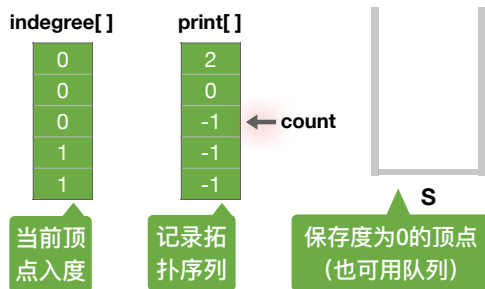 indegree[ ]
print[ ]
0
0
0
1
1
2
0
-1
-1
-1
count
S
当前顶
点入度
记录拓
扑序列
保存度为0的顶点
（也可用队列）